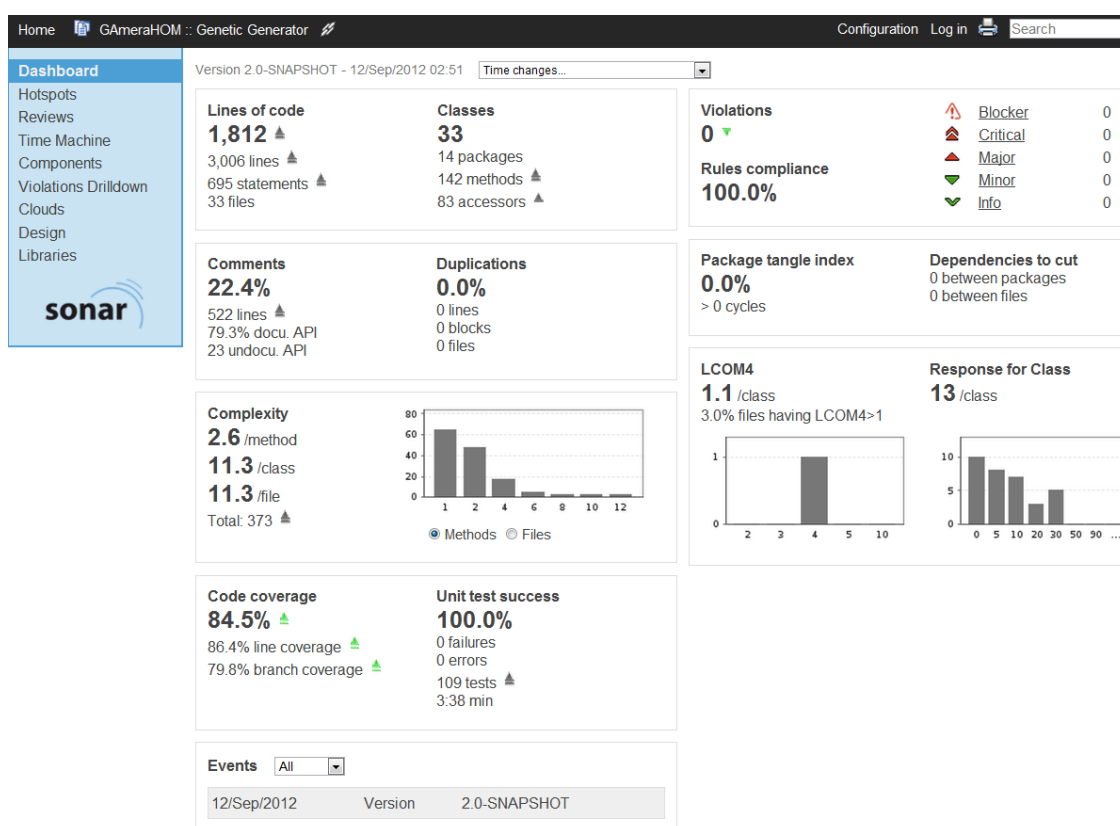 Home GAmeraHOM :: Genetic Generator Configuration Log in Search
Dashboard
Hotspots
Reviews
Time Machine
Components
Violations Drilldown
Clouds
Design
Libraries
sonar
Version 2.0-SNAPSHOT - 12/Sep/2012 02:51 Time changes...
Lines of code
1,812
3,006 lines
695 statements
33 files
Classes
33
14 packages
142 methods
83 accessors
Comments
22.4%
522 lines
79.3% docu. API
23 undocu. API
Duplications
0.0%
0 lines
0 blocks
0 files
Complexity
2.6 /method
11.3 /class
11.3 /file
Total: 373
80
60
40
20
0
1 2 4 6 8 10 12
Methods Files
Code coverage
84.5%
86.4% line coverage
79.8% branch coverage
Unit test success
100.0%
0 failures
0 errors
109 tests
3:38 min
Events All
12/Sep/2012 Version 2.0-SNAPSHOT
Violations
0
Rules compliance
100.0%
Blocker 0
Critical 0
Major 0
Minor 0
Info 0
Package tangle index
0.0%
> 0 cycles
Dependencies to cut
0 between packages
0 between files
LCOM4
1.1 /class
3.0% files having LCOM4>1
1
0
2 3 4 5 10
Response for Class
13 /class
10
5
0
0 5 10 20 30 50 90 ...